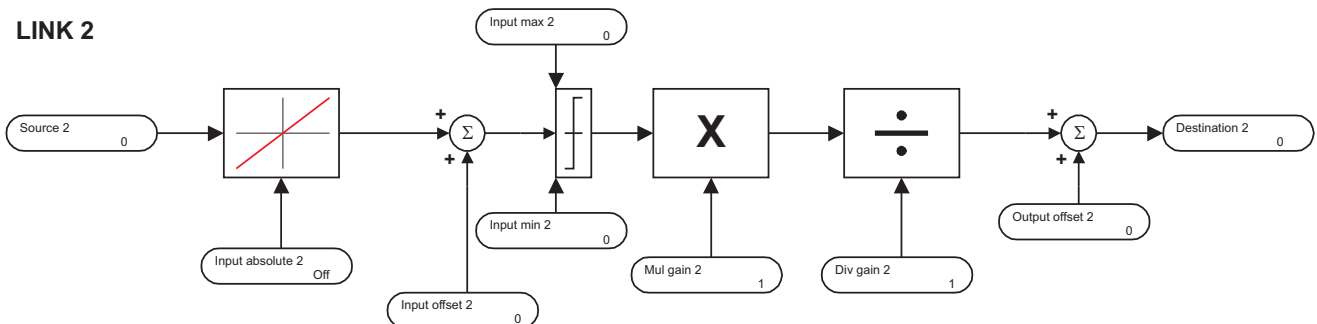 LINK 2
Input max 2
0
Source 2
0
+
Σ
+
X
÷
+
Σ
+
Destination 2
0
Input min 2
0
Output offset 2
0
Input absolute 2
Off
Mul gain 2
1
Div gain 2
1
Input offset 2
0